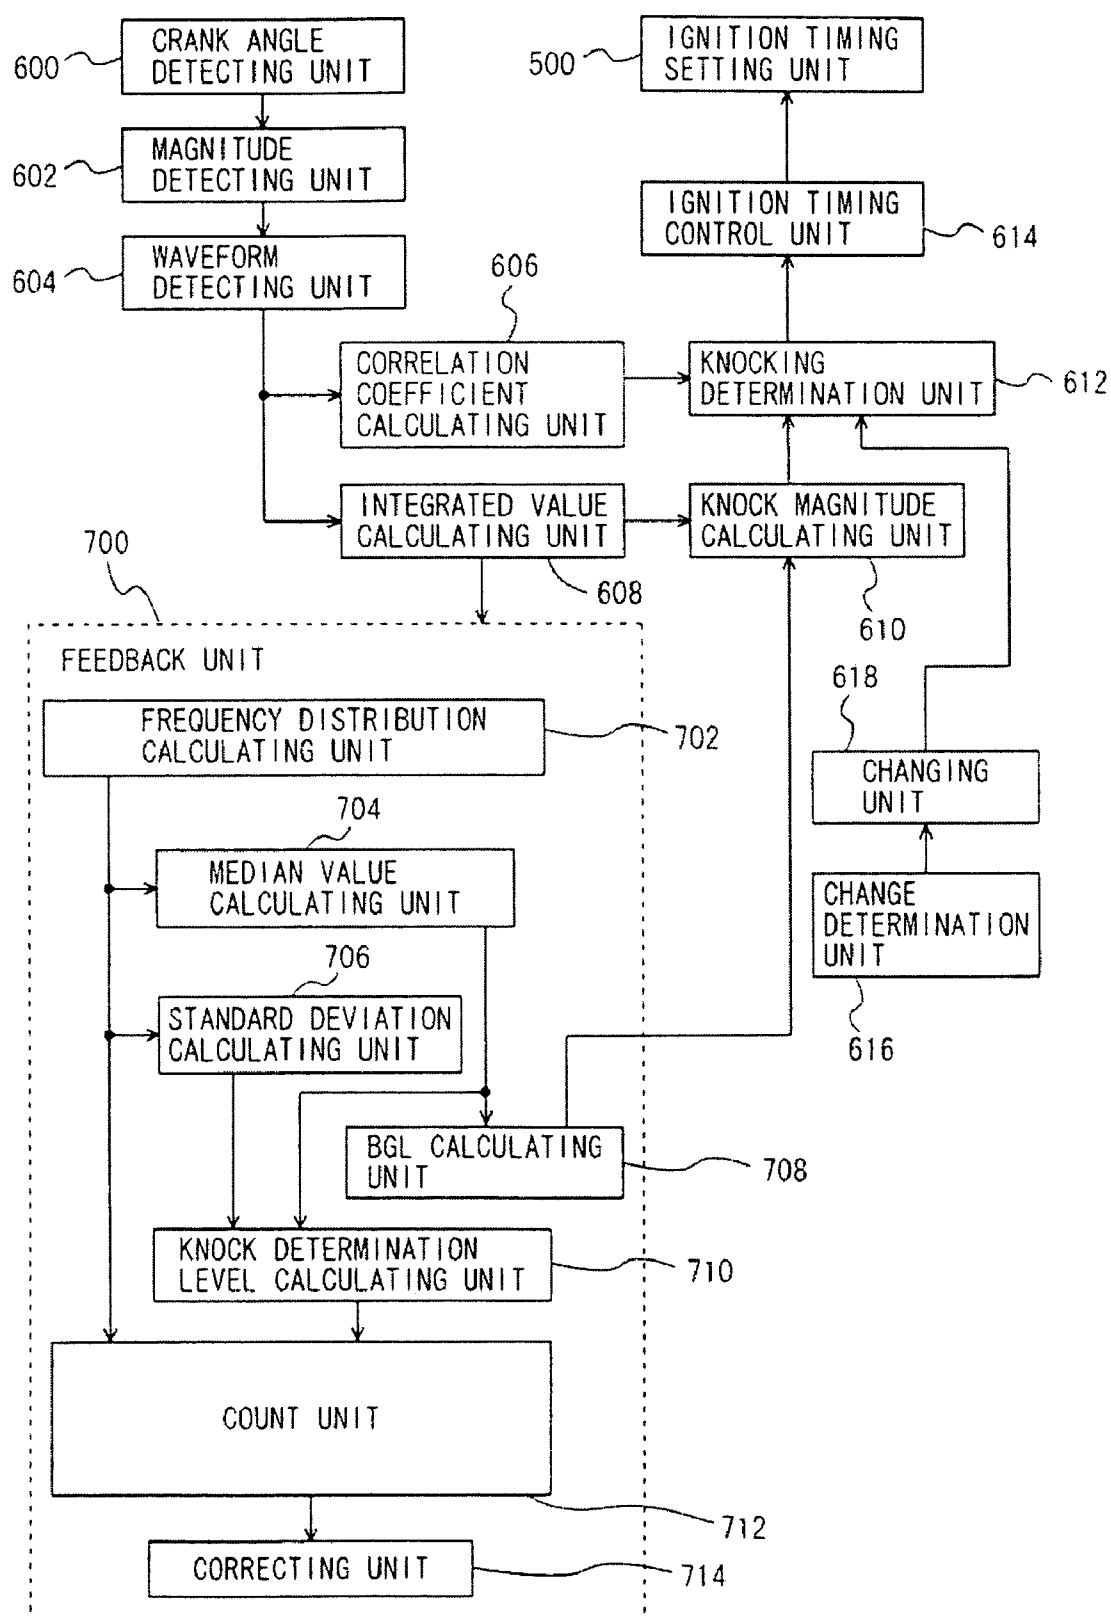 600
CRANK ANGLE
DETECTING UNIT
500
IGNITION TIMING
SETTING UNIT
602
MAGNITUDE
DETECTING UNIT
IGNITION TIMING
CONTROL UNIT
614
604
WAVEFORM
DETECTING UNIT
606
CORRELATION
COEFFICIENT
CALCULATING UNIT
KNOCKING
DETERMINATION UNIT
612
INTEGRATED VALUE
CALCULATING UNIT
608
KNOCK MAGNITUDE
CALCULATING UNIT
610
700
FEEDBACK UNIT
FREQUENCY DISTRIBUTION
CALCULATING UNIT
702
618
CHANGING
UNIT
704
MEDIAN VALUE
CALCULATING UNIT
CHANGE
DETERMINATION
UNIT
616
706
STANDARD DEVIATION
CALCULATING UNIT
BGL CALCULATING
UNIT
708
KNOCK DETERMINATION
LEVEL CALCULATING UNIT
710
COUNT UNIT
712
CORRECTING UNIT
714